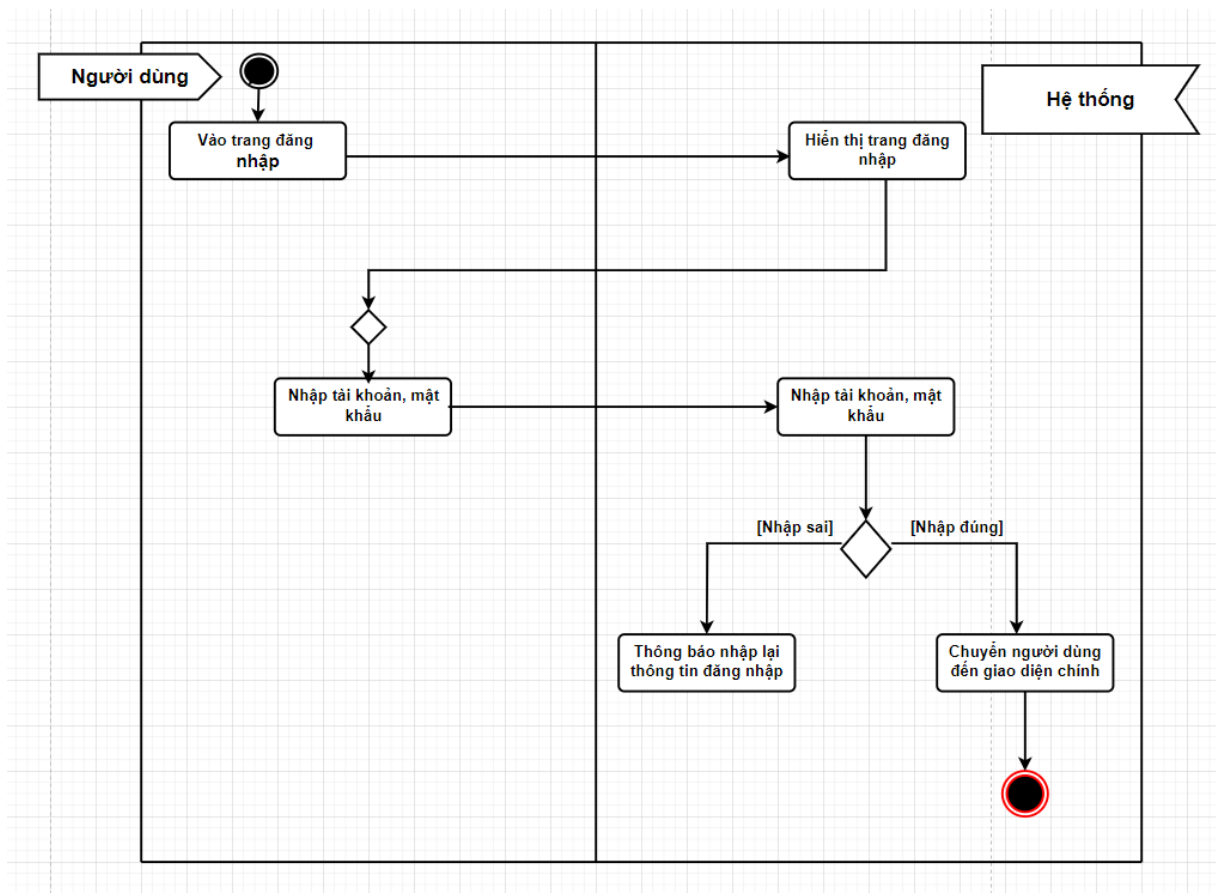 Người dùng
Hệ thống
Vào trang đăng
nhập
Hiển thị trang đăng
nhập
Nhập tài khoản, mật
khẩu
Nhập tài khoản, mật
khẩu
[Nhập sai]
[Nhập đúng]
Thông báo nhập lại
thông tin đăng nhập
Chuyển người dùng
đến giao diện chính